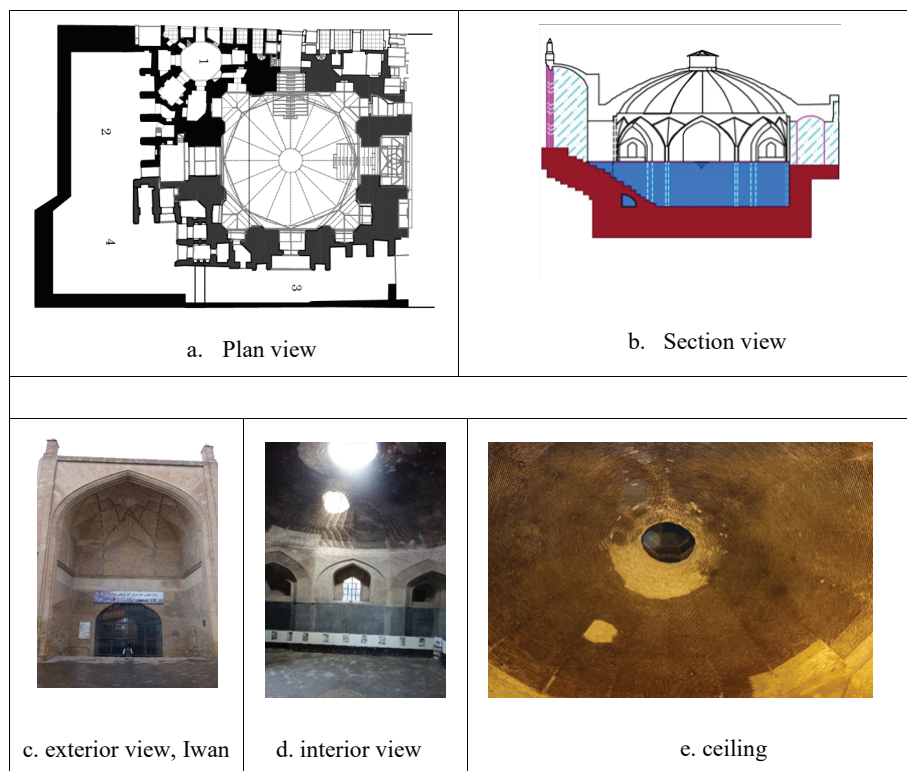 1
2
4
3
a. Plan view
b. Section view
c. exterior view, Iwan
d. interior view
e. ceiling